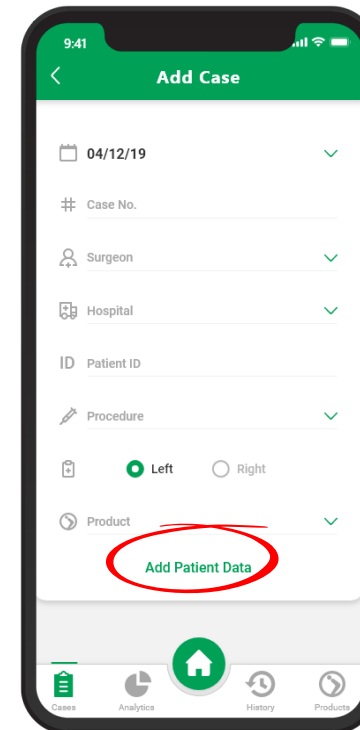 9:41
Add Case
04/12/19
Case No.
Surgeon
Hospital
ID Patient ID
Procedure
Left Right
Product
Add Patient Data
Cases Analytics History Products